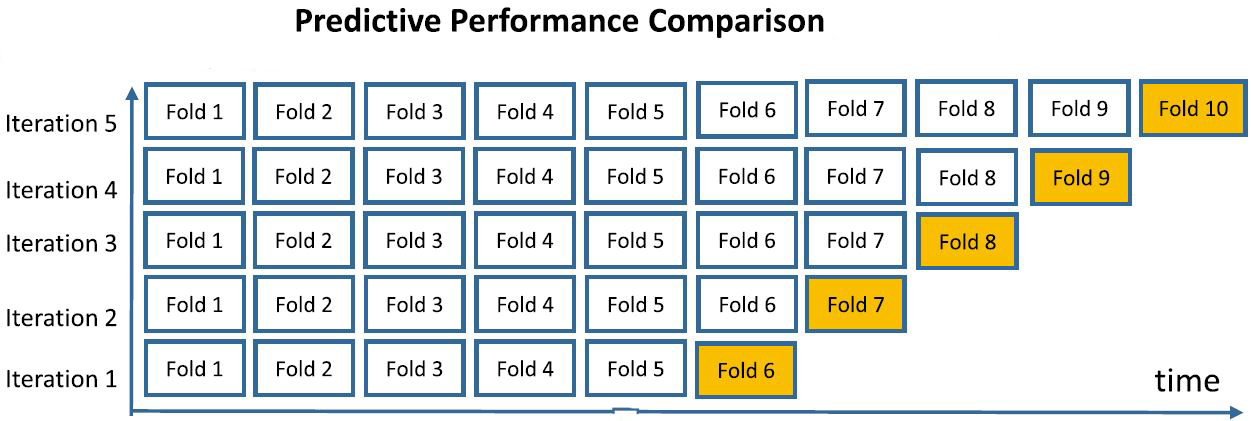 Predictive Performance Comparison
Iteration 5 Fold 1 Fold 2 Fold 3 Fold 4 Fold 5 Fold 6 Fold 7 Fold 8 Fold 9 Fold 10
Iteration 4 Fold 1 Fold 2 Fold 3 Fold 4 Fold 5 Fold 6 Fold 7 Fold 8 Fold 9
Iteration 3 Fold 1 Fold 2 Fold 3 Fold 4 Fold 5 Fold 6 Fold 7 Fold 8
Iteration 2 Fold 1 Fold 2 Fold 3 Fold 4 Fold 5 Fold 6 Fold 7
Iteration 1 Fold 1 Fold 2 Fold 3 Fold 4 Fold 5 Fold 6
time